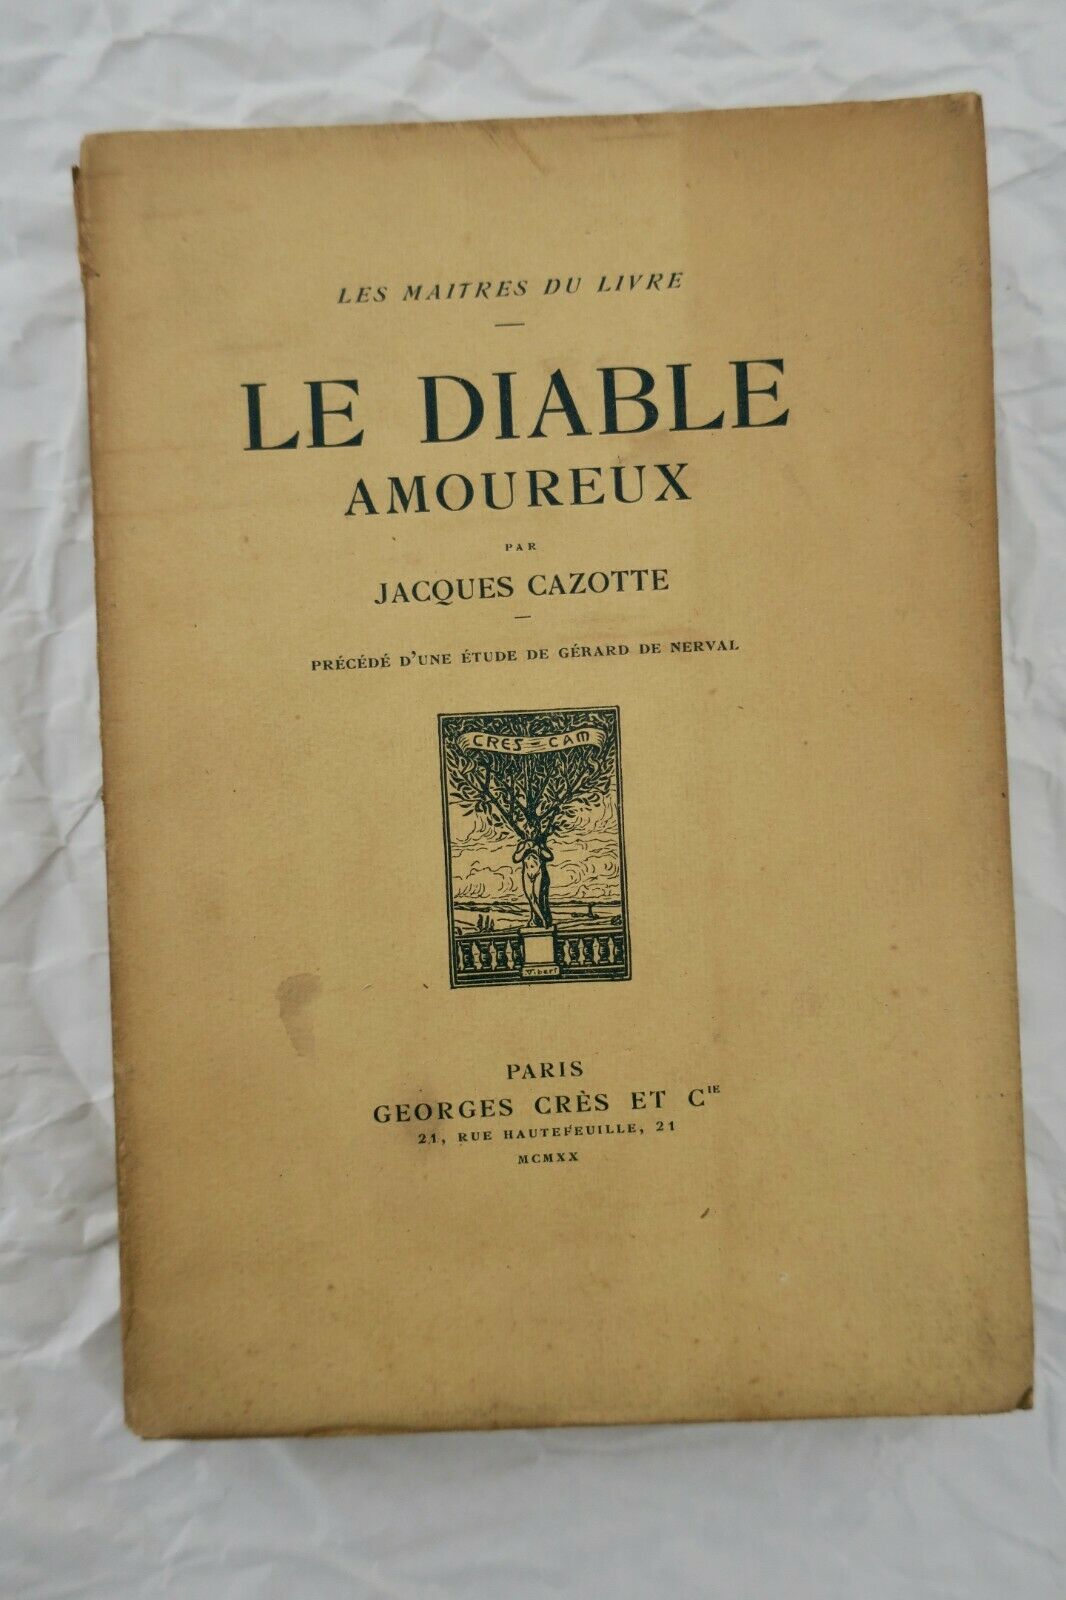 LES MAITRES DU LIVRE
LE DIABLE
AMOUREUX
PAR
JACQUES CAZOTTE
PRÉCÉDÉ D'UNE ÉTUDE DE GÉRARD DE NERVAL
CRES-CAM
Vibert
PARIS
GEORGES CRÈS ET CIE
21, RUE HAUTEFEUILLE, 21
MCMXX